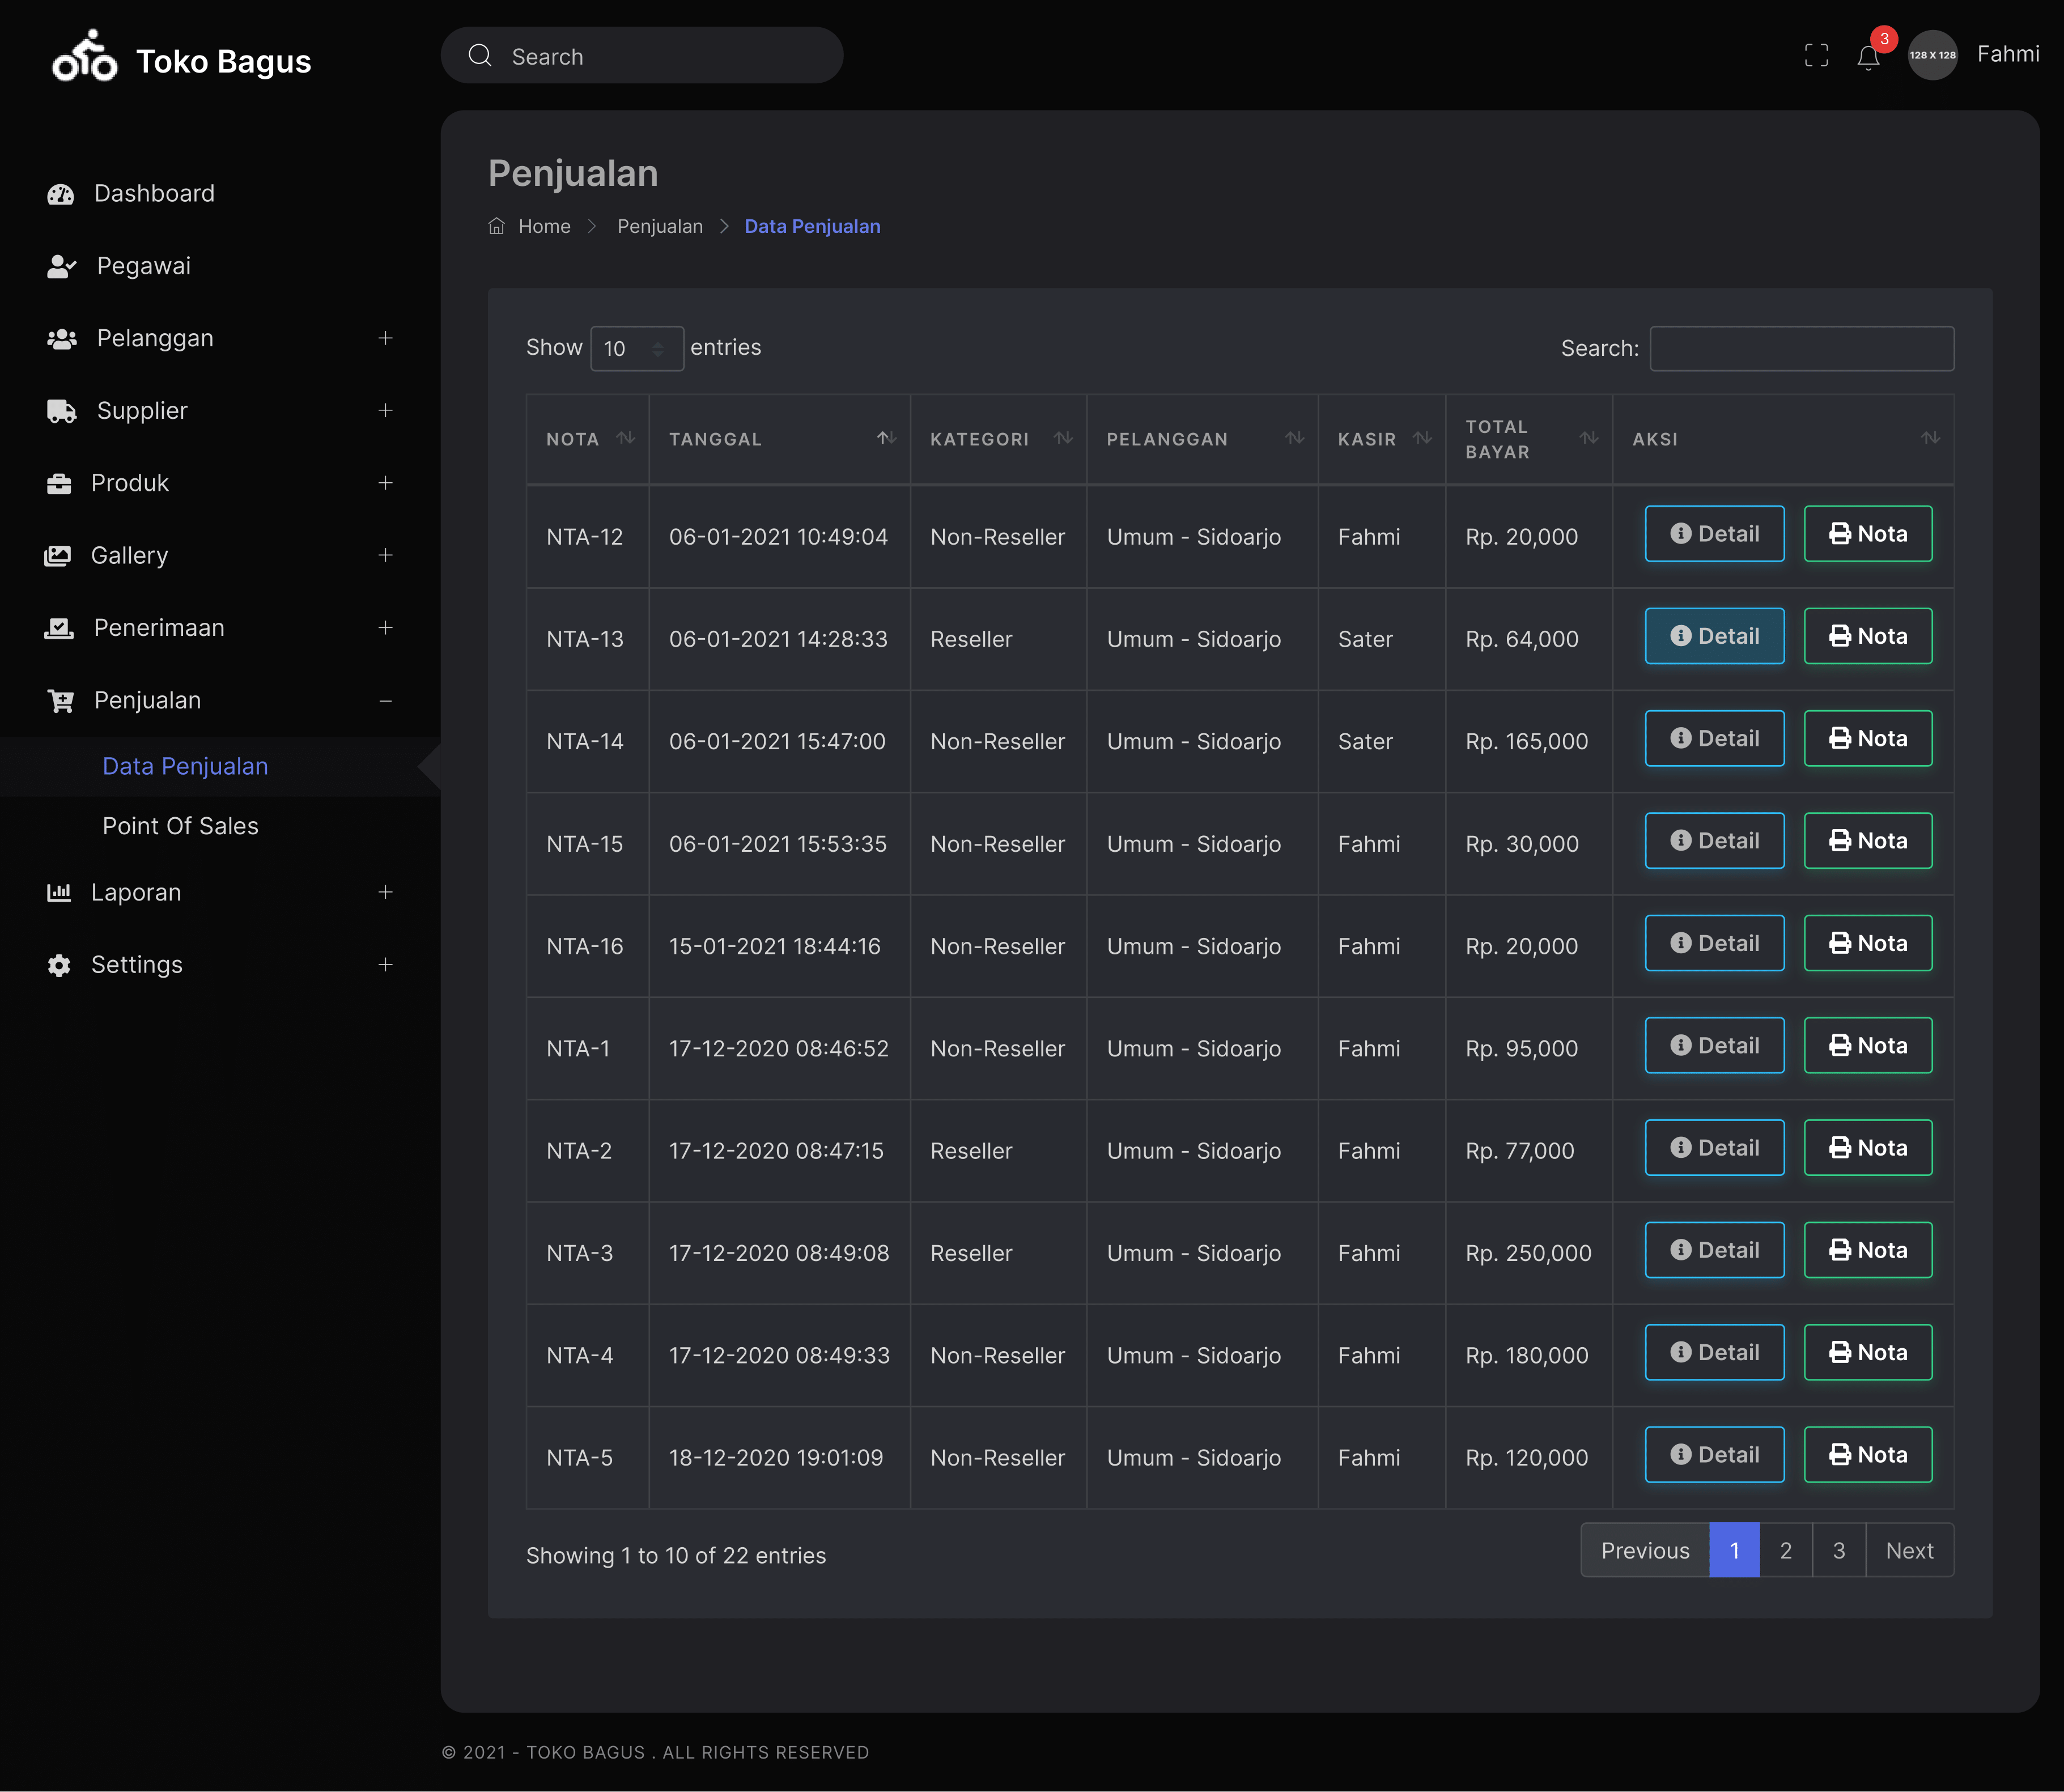 Toko Bagus
Search
3
128 X 128
Fahmi
Dashboard
Pegawai
Pelanggan
Supplier
Produk
Gallery
Penerimaan
Penjualan
Data Penjualan
Point Of Sales
Laporan
Settings
Penjualan
Home Penjualan Data Penjualan
Show 10 entries
Search:
NOTA TANGGAL KATEGORI PELANGGAN KASIR TOTAL BAYAR AKSI
NTA-12 06-01-2021 10:49:04 Non-Reseller Umum - Sidoarjo Fahmi Rp. 20,000 Detail Nota
NTA-13 06-01-2021 14:28:33 Reseller Umum - Sidoarjo Sater Rp. 64,000 Detail Nota
NTA-14 06-01-2021 15:47:00 Non-Reseller Umum - Sidoarjo Sater Rp. 165,000 Detail Nota
NTA-15 06-01-2021 15:53:35 Non-Reseller Umum - Sidoarjo Fahmi Rp. 30,000 Detail Nota
NTA-16 15-01-2021 18:44:16 Non-Reseller Umum - Sidoarjo Fahmi Rp. 20,000 Detail Nota
NTA-1 17-12-2020 08:46:52 Non-Reseller Umum - Sidoarjo Fahmi Rp. 95,000 Detail Nota
NTA-2 17-12-2020 08:47:15 Reseller Umum - Sidoarjo Fahmi Rp. 77,000 Detail Nota
NTA-3 17-12-2020 08:49:08 Reseller Umum - Sidoarjo Fahmi Rp. 250,000 Detail Nota
NTA-4 17-12-2020 08:49:33 Non-Reseller Umum - Sidoarjo Fahmi Rp. 180,000 Detail Nota
NTA-5 18-12-2020 19:01:09 Non-Reseller Umum - Sidoarjo Fahmi Rp. 120,000 Detail Nota
Showing 1 to 10 of 22 entries
Previous 1 2 3 Next
© 2021 - TOKO BAGUS . ALL RIGHTS RESERVED